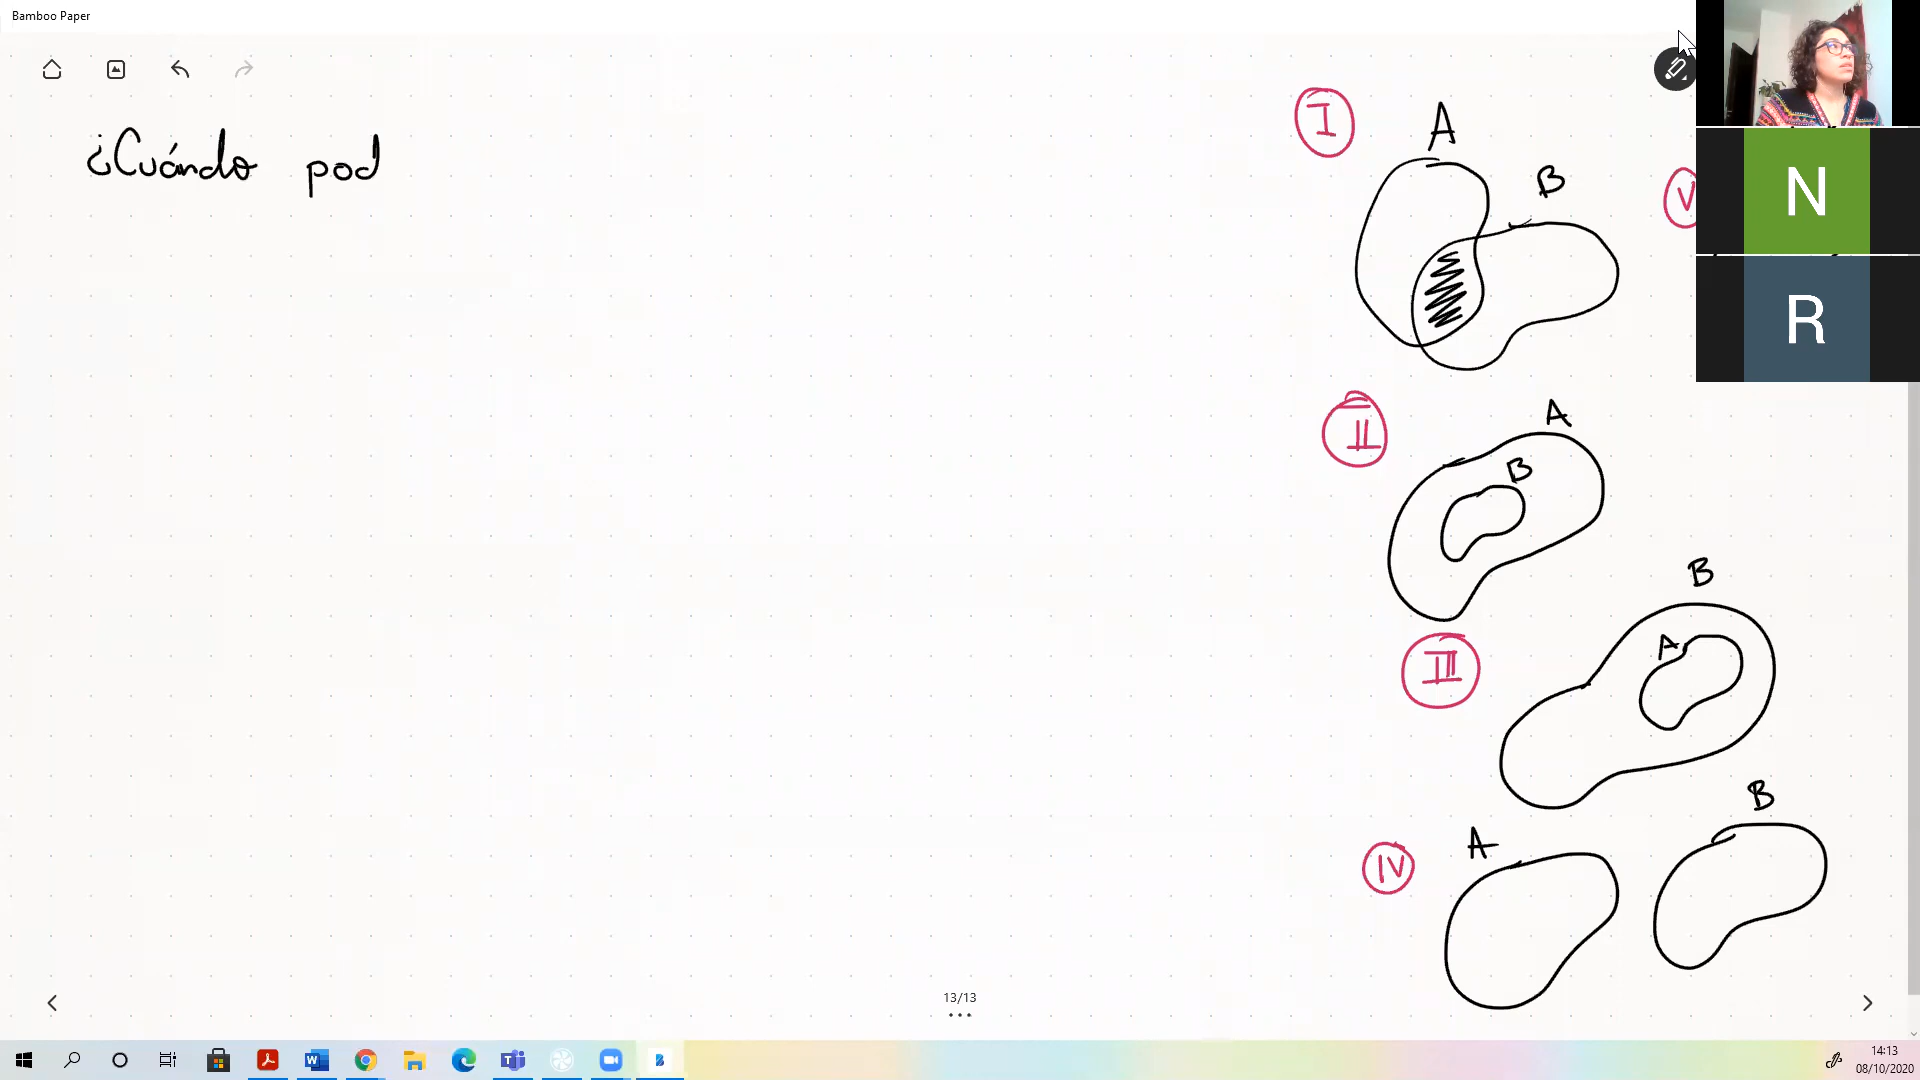 Bamboo Paper
¿Cuándo pod
I
A
B
V
N
R
II
A
B
III
B
A
IV
A
B
13/13
14:13
08/10/2020